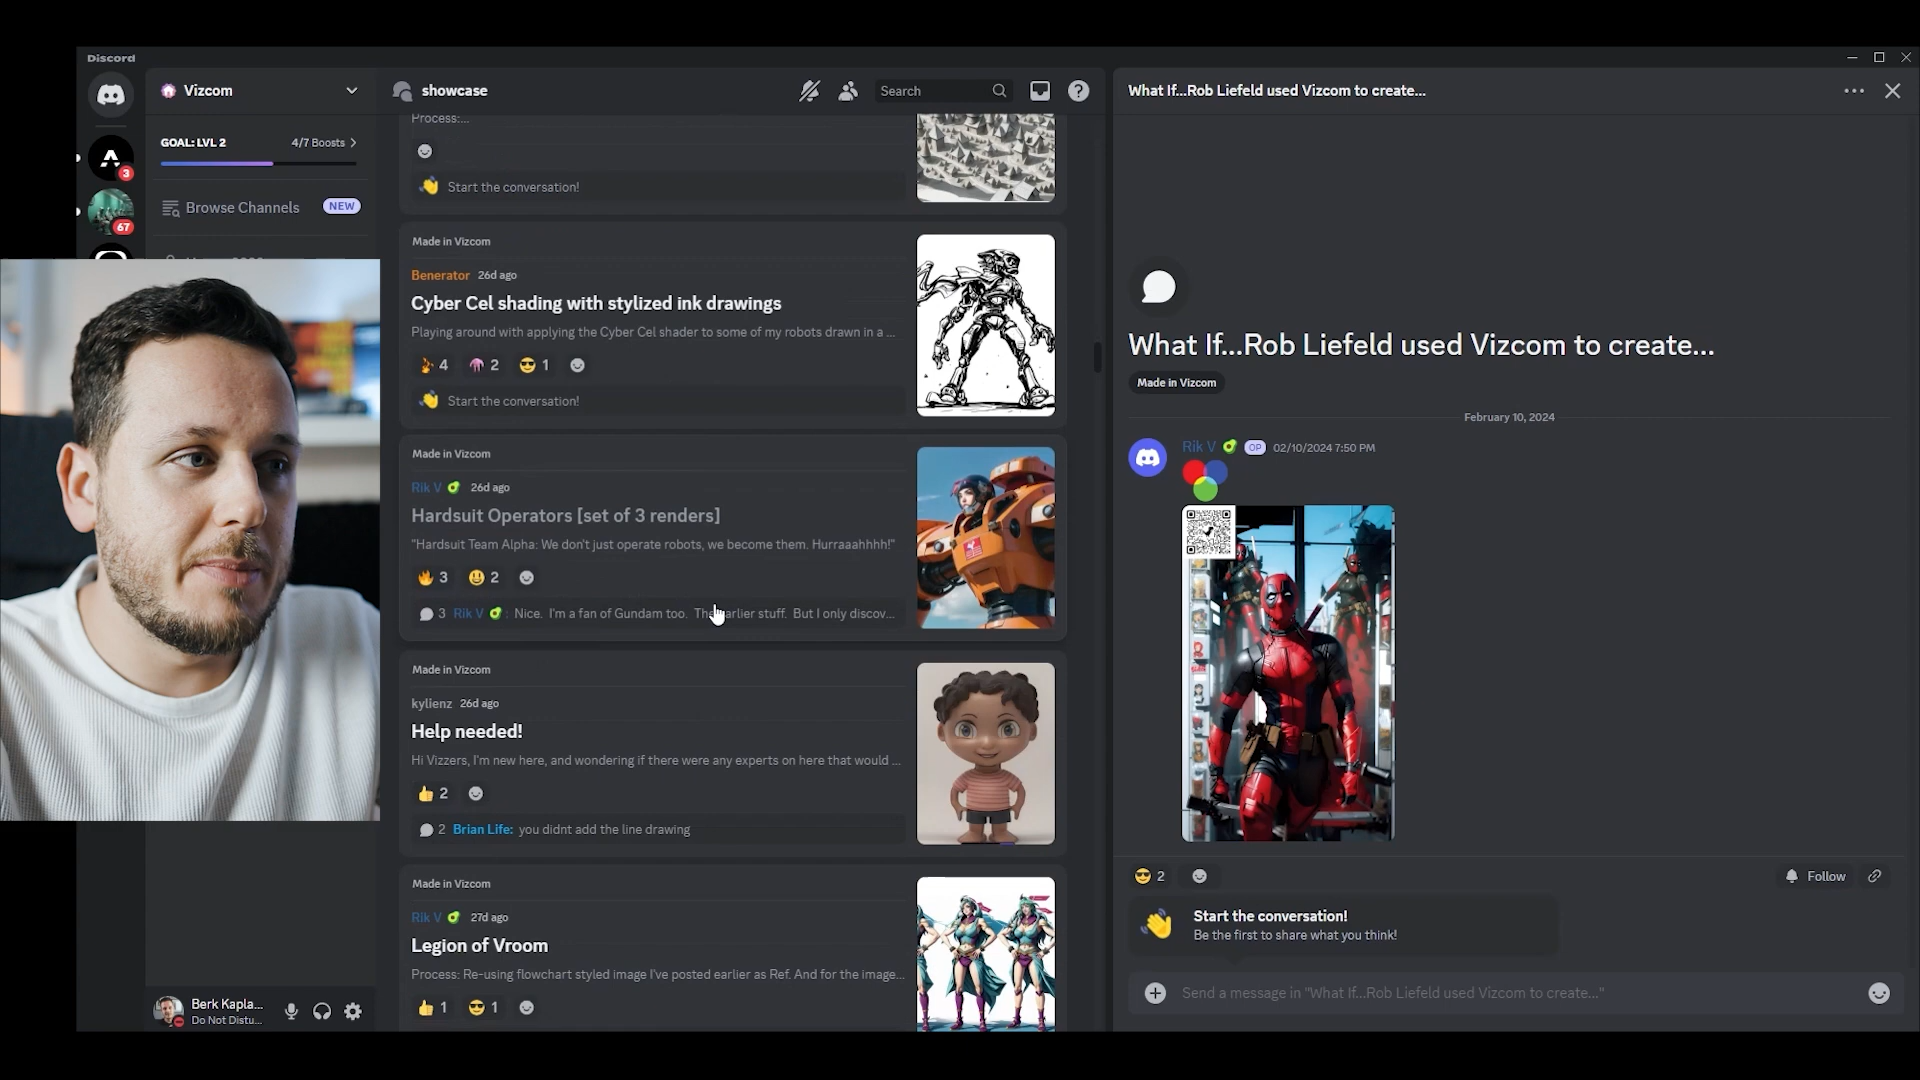 Discord
Vizcom
GOAL: LVL 2
4/7 Boosts
Browse Channels
NEW
3
67
Berk Kapla...
Do Not Distu...
showcase
Search
Process:...
Start the conversation!
Made in Vizcom
Benerator 26d ago
Cyber Cel shading with stylized ink drawings
Playing around with applying the Cyber Cel shader to some of my robots drawn in a ...
4 2 1
Start the conversation!
Made in Vizcom
Rik V 26d ago
Hardsuit Operators [set of 3 renders]
"Hardsuit Team Alpha: We don't just operate robots, we become them. Hurraaahhhh!"
3 2
3 Rik V : Nice. I'm a fan of Gundam too. The earlier stuff. But I only discov...
Made in Vizcom
kylienz 26d ago
Help needed!
Hi Vizzers, I'm new here, and wondering if there were any experts on here that would ...
2
2 Brian Life: you didnt add the line drawing
Made in Vizcom
Rik V 27d ago
Legion of Vroom
Process: Re-using flowchart styled image I've posted earlier as Ref. And for the image...
1 1
What If...Rob Liefeld used Vizcom to create...
What If...Rob Liefeld used Vizcom to create...
Made in Vizcom
February 10, 2024
Rik V OP 02/10/2024 7:50 PM
2
Follow
Start the conversation!
Be the first to share what you think!
Send a message in "What If...Rob Liefeld used Vizcom to create..."